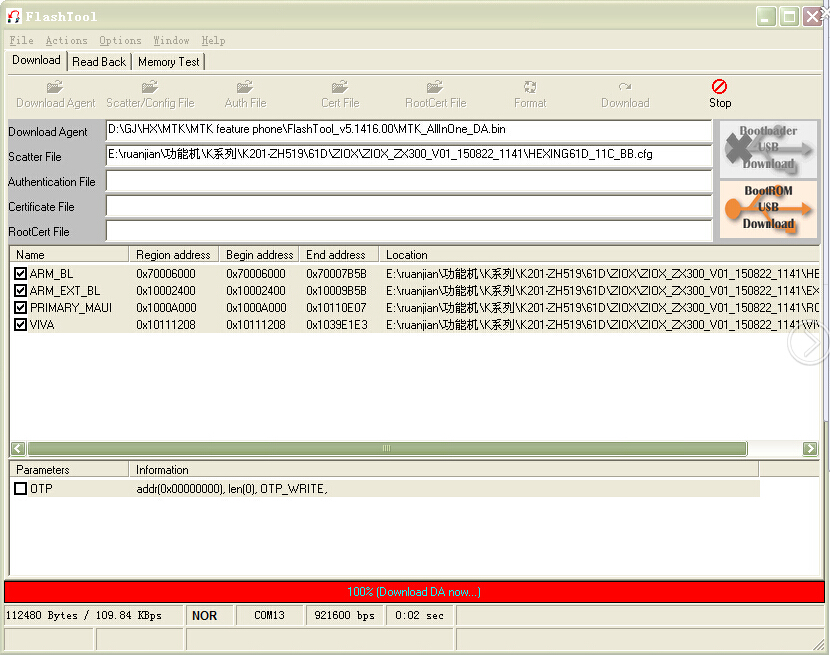 FlashTool
File Actions Options Window Help
Download Read Back Memory Test
Download Agent Scatter/Config File Auth File Cert File RootCert File Format Download Stop
Download Agent D:\GJ\HX\MTK\MTK feature phone\FlashTool_v5.1416.00\MTK_AllInOne_DA.bin
Scatter File E:\ruanjian\功能机\K系列\K201-ZH519\61D\ZIOX\ZIOX_ZX300_V01_150822_1141\HEXING61D_11C_BB.cfg
Authentication File
Certificate File
RootCert File
Bootloader
USB
Download
BootROM
USB
Download
Name Region address Begin address End address Location
ARM_BL 0x70006000 0x70006000 0x70007B5B E:\ruanjian\功能机\K系列\K201-ZH519\61D\ZIOX\ZIOX_ZX300_V01_150822_1141\HE
ARM_EXT_BL 0x10002400 0x10002400 0x10009B5B E:\ruanjian\功能机\K系列\K201-ZH519\61D\ZIOX\ZIOX_ZX300_V01_150822_1141\EX
PRIMARY_MAUI 0x1000A000 0x1000A000 0x10110E07 E:\ruanjian\功能机\K系列\K201-ZH519\61D\ZIOX\ZIOX_ZX300_V01_150822_1141\RO
VIVA 0x10111208 0x10111208 0x1039E1E3 E:\ruanjian\功能机\K系列\K201-ZH519\61D\ZIOX\ZIOX_ZX300_V01_150822_1141\VI
Parameters Information
OTP addr(0x00000000), len(0), OTP_WRITE,
100% (Download DA now...)
112480 Bytes / 109.84 KBps NOR COM13 921600 bps 0:02 sec